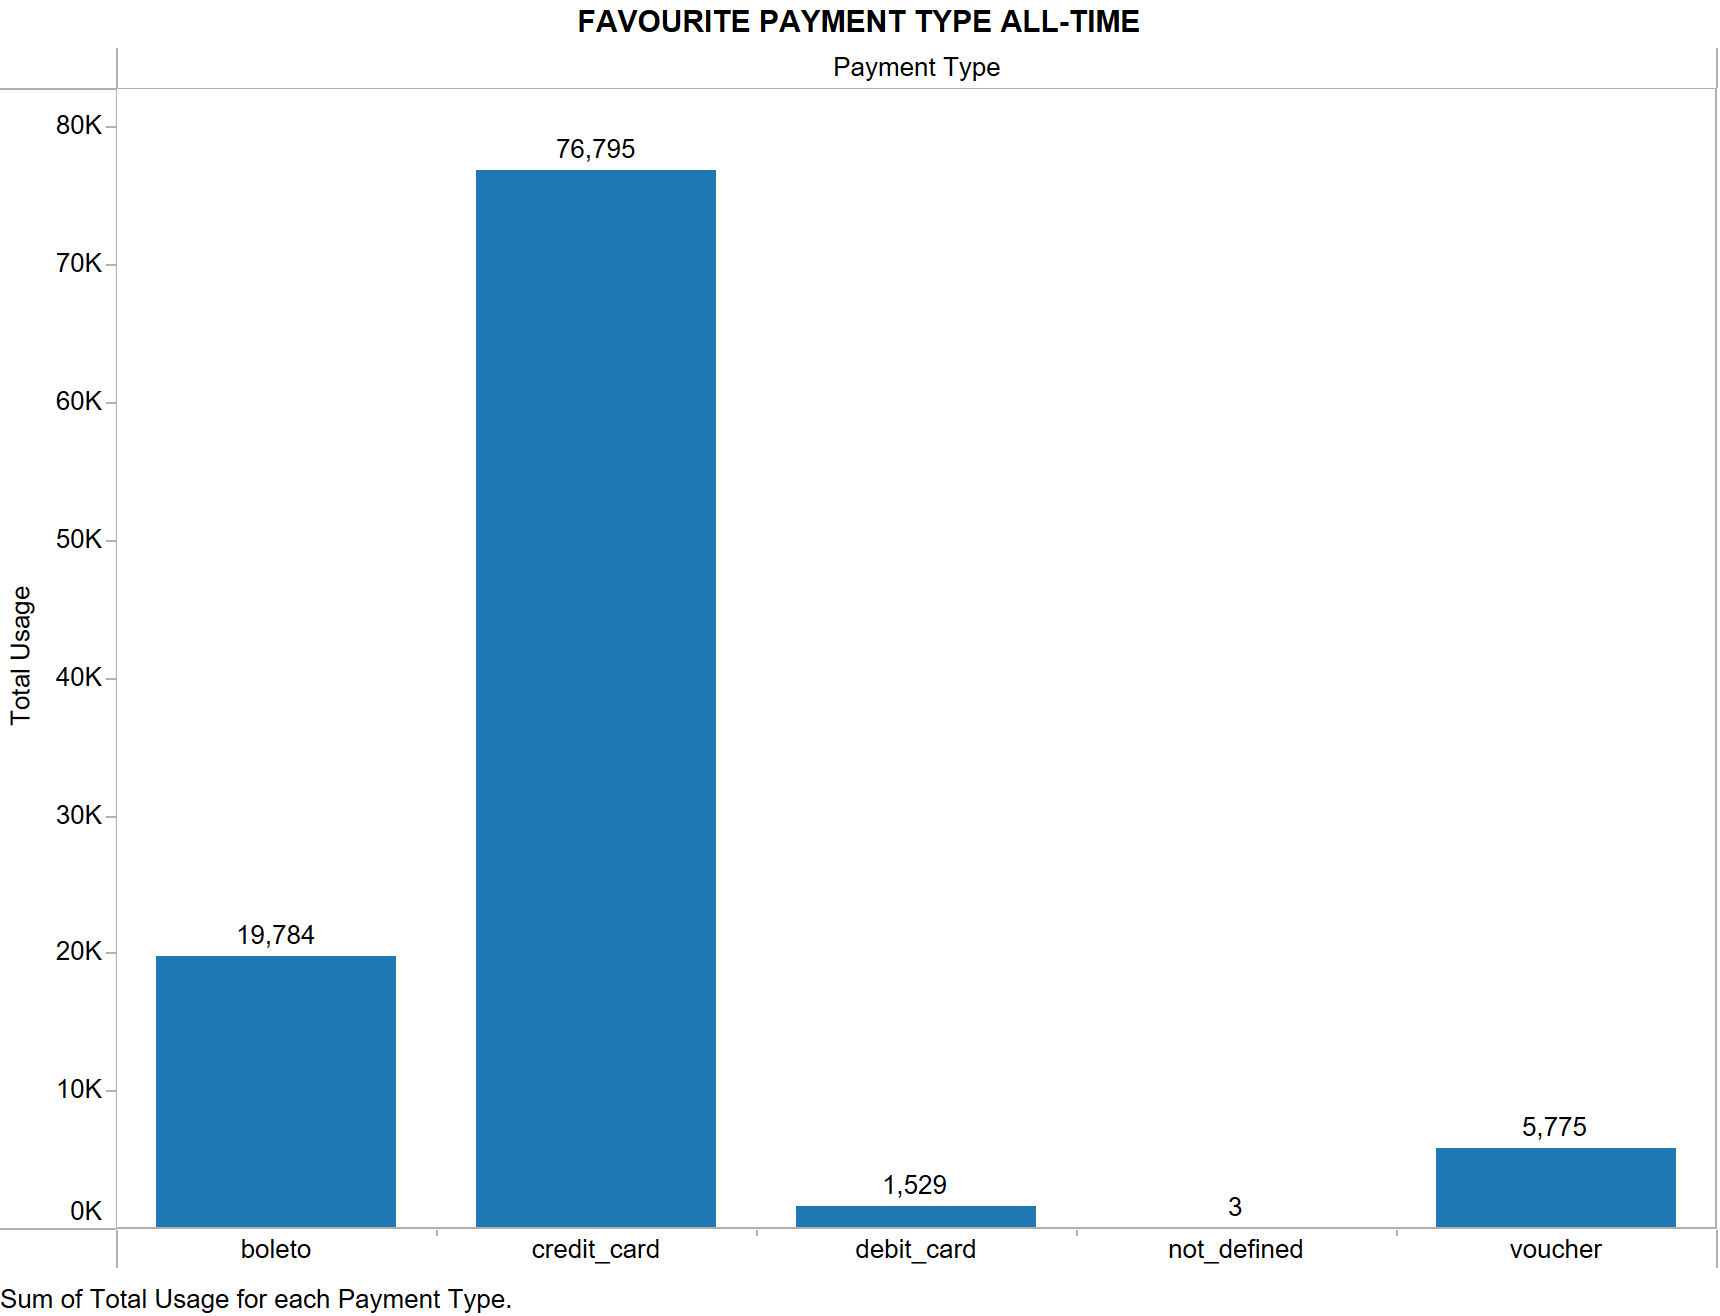 FAVOURITE PAYMENT TYPE ALL-TIME
Payment Type
80K
70K
60K
50K
40K
30K
20K
10K
0K
Total Usage
19,784
76,795
1,529
3
5,775
boleto
credit_card
debit_card
not_defined
voucher
Sum of Total Usage for each Payment Type.